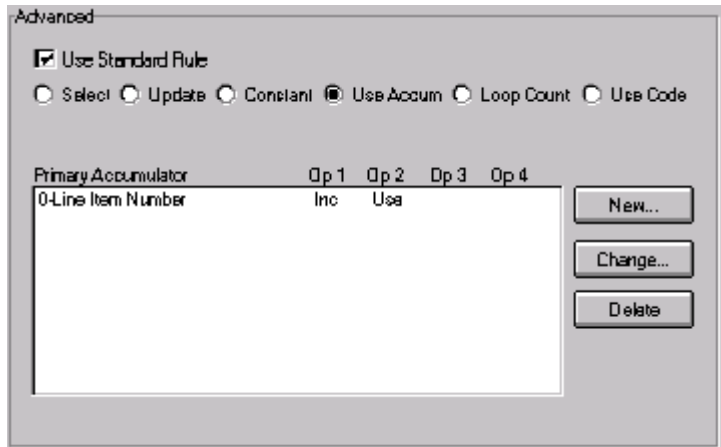 Advanced
Use Standard Rule
Select Update Constant Use Accum Loop Count Use Code
Primary Accumulator Op 1 Op 2 Op 3 Op 4
0-Line Item Number Inc Use
New...
Change...
Delete